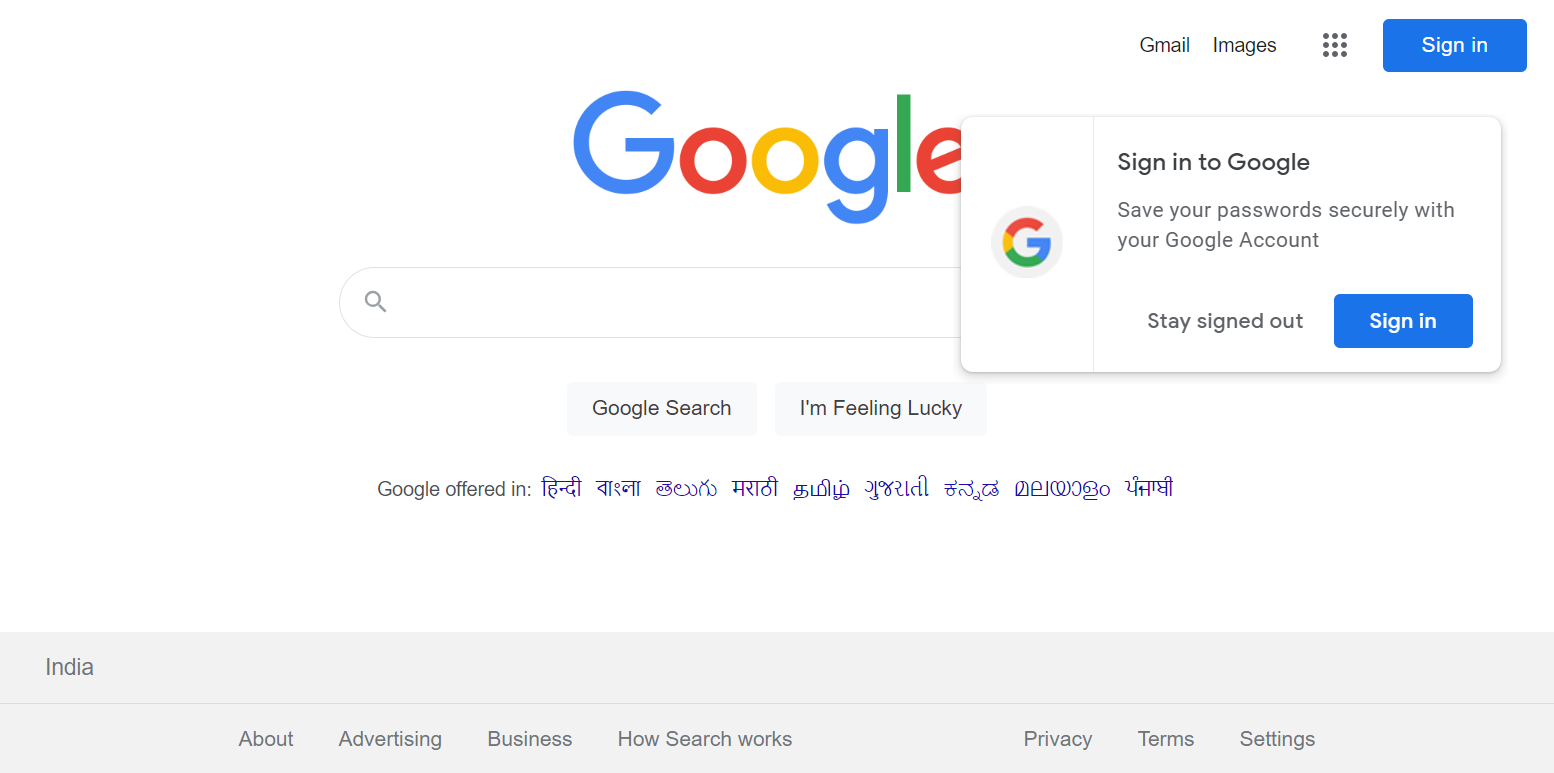 Gmail Images Sign in
Google
Sign in to Google
Save your passwords securely with
your Google Account
Stay signed out Sign in
Google Search I'm Feeling Lucky
Google offered in: हिन्दी বাংলা తెలుగు मराठी தமிழ் ગુજરાતી ಕನ್ನಡ മലയാളം ਪੰਜਾਬੀ
India
About Advertising Business How Search works Privacy Terms Settings